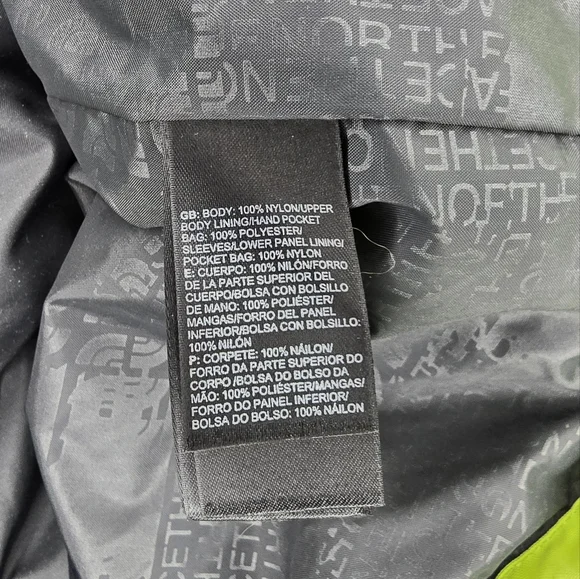 GB: BODY: 100% NYLON/UPPER
BODY LINING/HAND POCKET
BAG: 100% POLYESTER/
SLEEVES/LOWER PANEL LINING/
POCKET BAG: 100% NYLON
E: CUERPO: 100% NILÓN/FORRO
DE LA PARTE SUPERIOR DEL
CUERPO/BOLSA CON BOLSILLO
DE MANO: 100% POLIÉSTER/
MANGAS/FORRO DEL PANEL
INFERIOR/BOLSA CON BOLSILLO:
100% NILÓN
P: CORPETE: 100% NÁILON/
FORRO DA PARTE SUPERIOR DO
CORPO/BOLSA DO BOLSO DA
MÃO: 100% POLIÉSTER/MANGAS/
FORRO DO PAINEL INFERIOR/
BOLSA DO BOLSO: 100% NÁILON